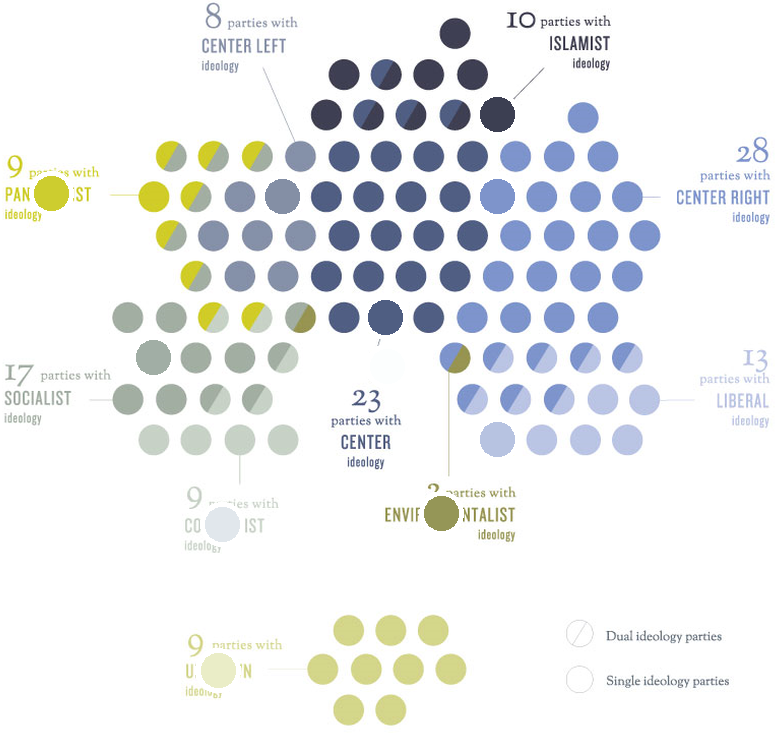 8 parties with
CENTER LEFT
ideology
10 parties with
ISLAMIST
ideology
9 parties with
ideology
28
parties with
CENTER RIGHT
ideology
17 parties with
SOCIALIST
ideology
23
parties with
CENTER
ideology
13
parties with
LIBERAL
ideology
9 parties with
ideology
parties with
ideology
9 parties with
ideology
Dual ideology parties
Single ideology parties